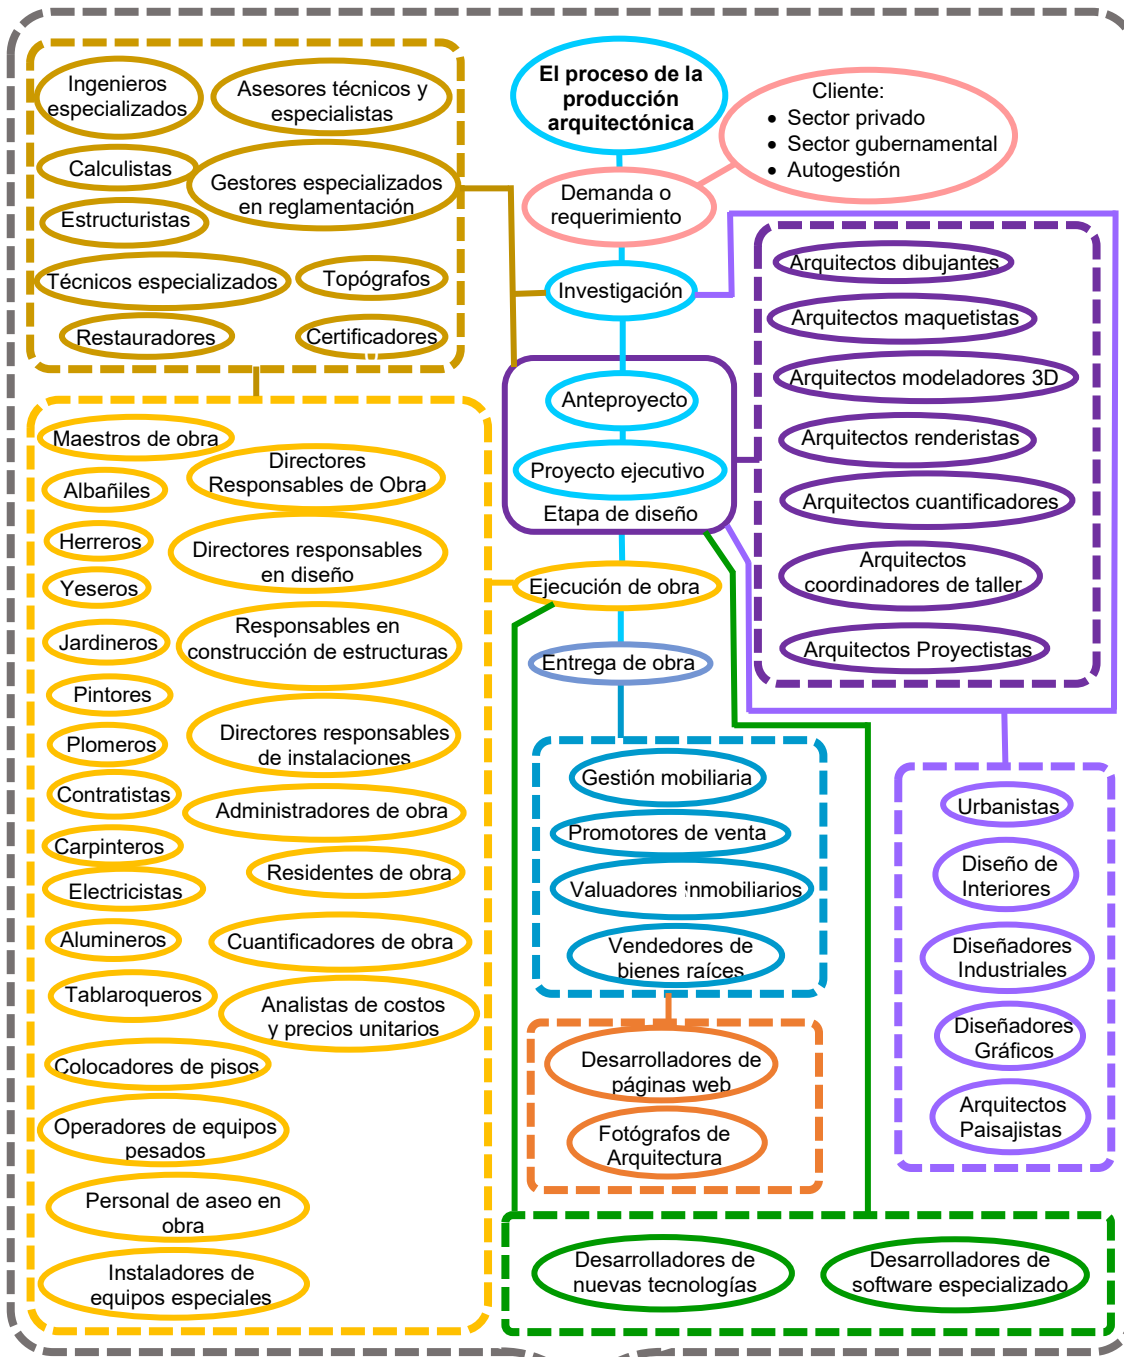 El proceso de la
producción
arquitectónica
Cliente:
• Sector privado
• Sector gubernamental
• Autogestión
Demanda o
requerimiento
Investigación
Anteproyecto
Proyecto ejecutivo
Etapa de diseño
Ejecución de obra
Entrega de obra
Ingenieros
especializados
Asesores técnicos y
especialistas
Calculistas
Gestores especializados
en reglamentación
Estructuristas
Técnicos especializados
Topógrafos
Restauradores
Certificadores
Maestros de obra
Albañiles
Herreros
Yeseros
Jardineros
Pintores
Plomeros
Contratistas
Carpinteros
Electricistas
Alumineros
Tablaroqueros
Colocadores de pisos
Operadores de equipos
pesados
Personal de aseo en
obra
Instaladores de
equipos especiales
Directores
Responsables de Obra
Directores responsables
en diseño
Responsables en
construcción de estructuras
Directores responsables
de instalaciones
Administradores de obra
Residentes de obra
Cuantificadores de obra
Analistas de costos
y precios unitarios
Arquitectos dibujantes
Arquitectos maquetistas
Arquitectos modeladores 3D
Arquitectos renderistas
Arquitectos cuantificadores
Arquitectos
coordinadores de taller
Arquitectos Proyectistas
Gestión mobiliaria
Promotores de venta
Valuadores inmobiliarios
Vendedores de
bienes raíces
Desarrolladores de
páginas web
Fotógrafos de
Arquitectura
Urbanistas
Diseño de
Interiores
Diseñadores
Industriales
Diseñadores
Gráficos
Arquitectos
Paisajistas
Desarrolladores de
nuevas tecnologías
Desarrolladores de
software especializado